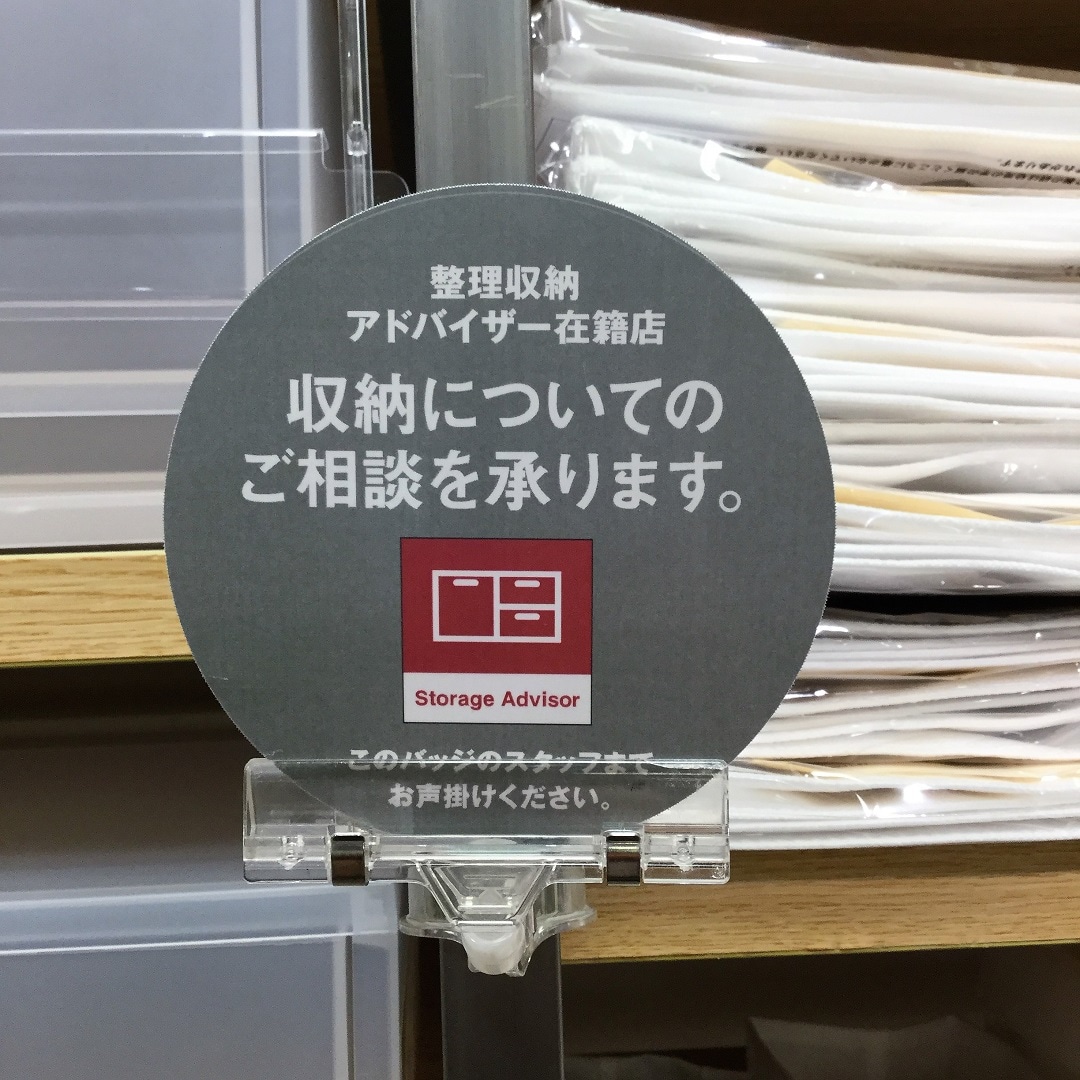 整理収納
アドバイザー在籍店
収納についての
ご相談を承ります。
Storage Advisor
このバッジのスタッフまで
お声掛けください。